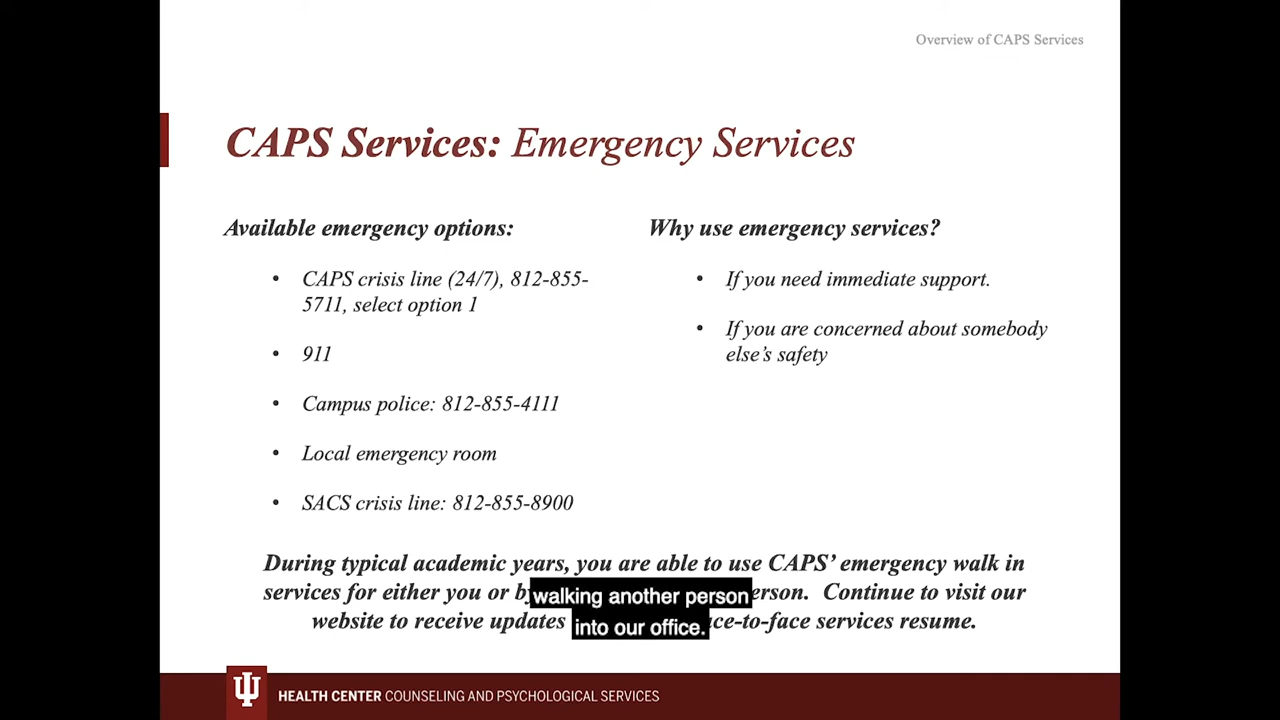 Overview of CAPS Services
CAPS Services: Emergency Services
Available emergency options:
• CAPS crisis line (24/7), 812-855-
5711, select option 1
• 911
• Campus police: 812-855-4111
• Local emergency room
• SACS crisis line: 812-855-8900
Why use emergency services?
• If you need immediate support.
• If you are concerned about somebody
else's safety
During typical academic years, you are able to use CAPS' emergency walk in
services for either you or erson. Continue to visit our
website to receive updates ce-to-face services resume.
walking another person
into our office.
HEALTH CENTER COUNSELING AND PSYCHOLOGICAL SERVICES